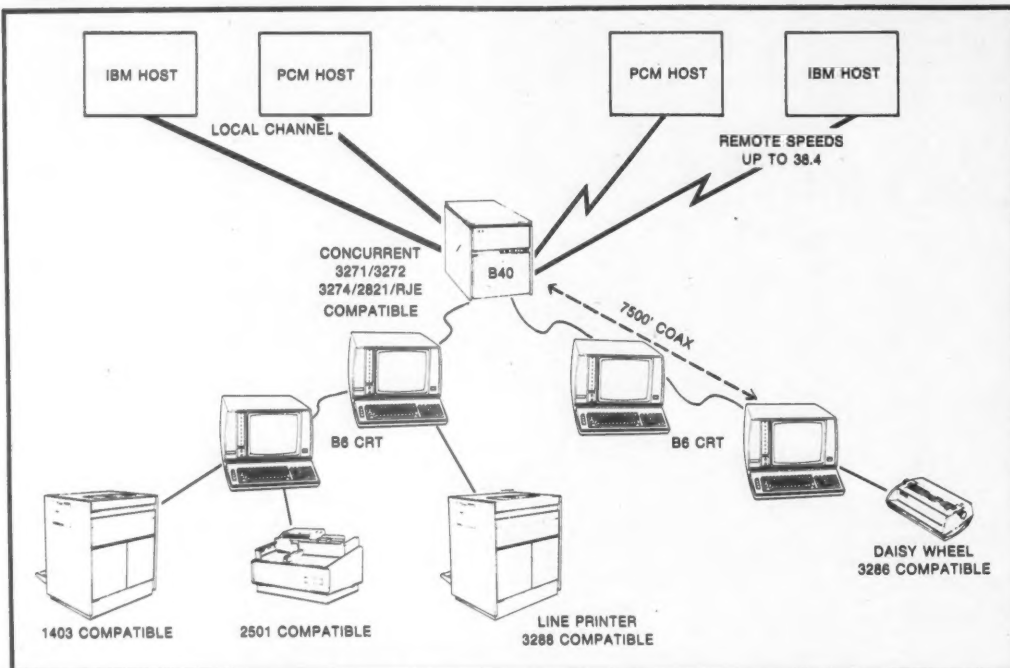 IBM HOST
PCM HOST
PCM HOST
IBM HOST
LOCAL CHANNEL
REMOTE SPEEDS
UP TO 38.4
CONCURRENT
3271/3272
3274/2821/RJE
COMPATIBLE
B40
7500' COAX
B6 CRT
B6 CRT
1403 COMPATIBLE
2501 COMPATIBLE
LINE PRINTER
3288 COMPATIBLE
DAISY WHEEL
3286 COMPATIBLE